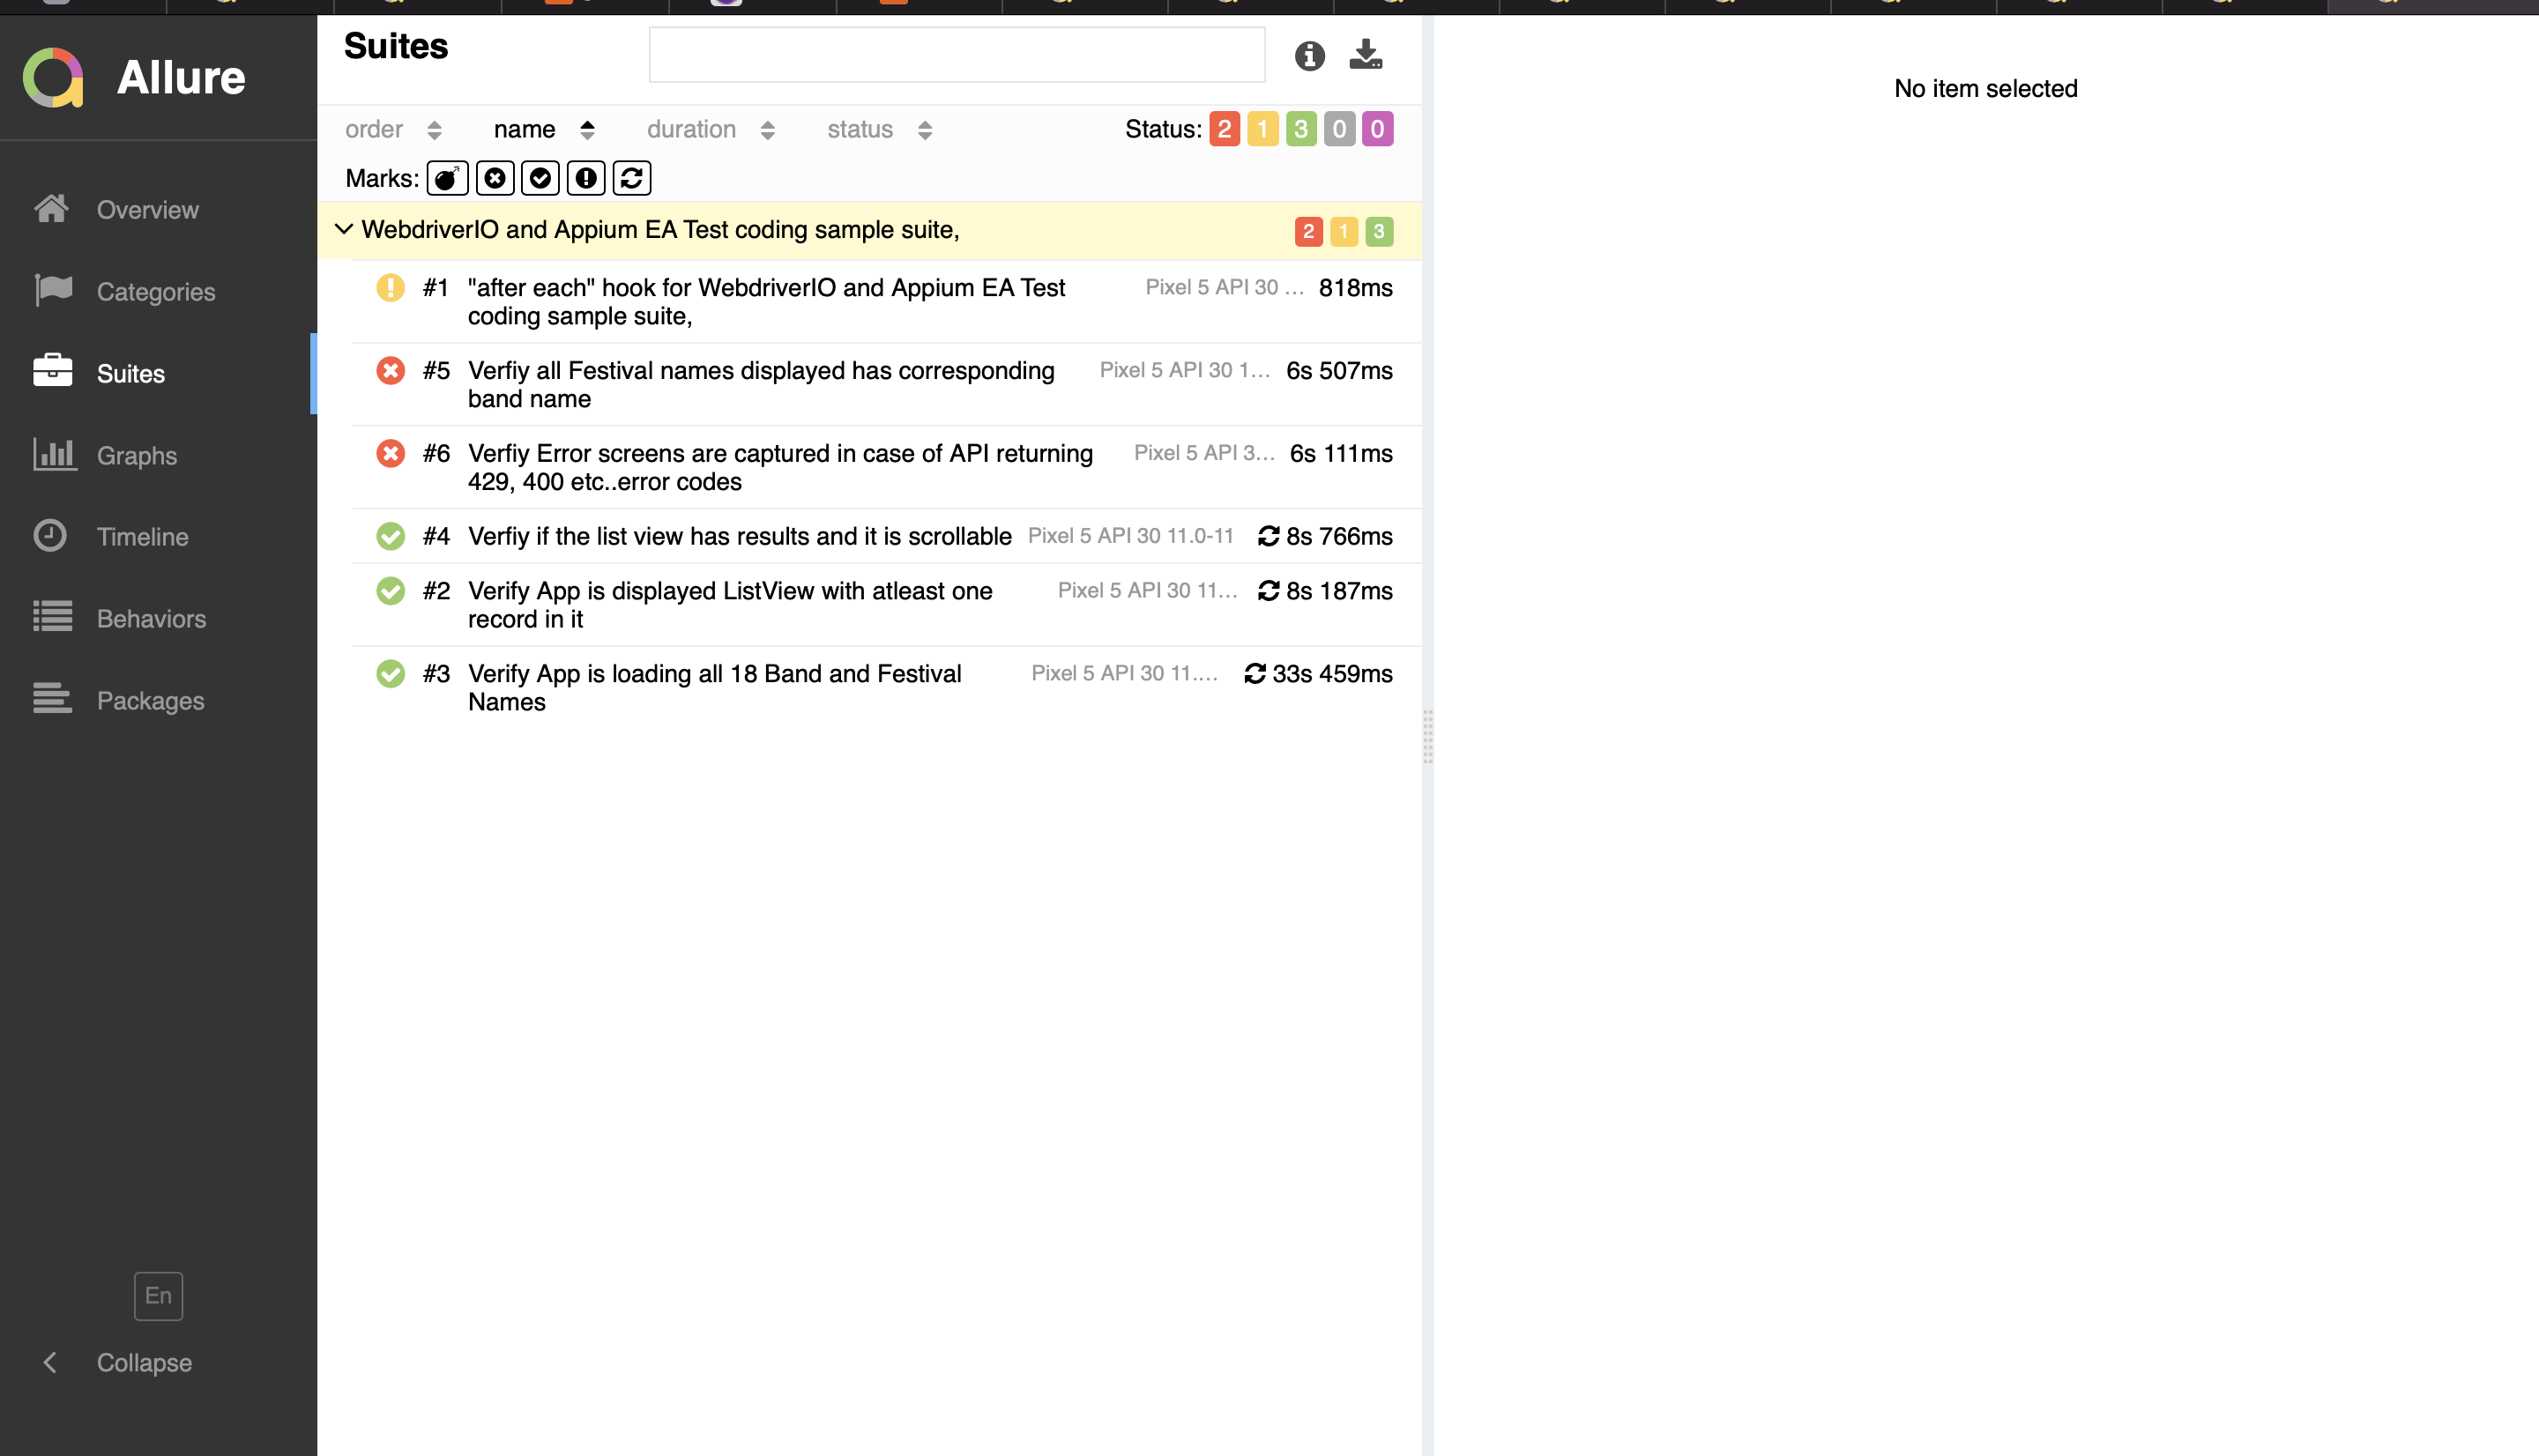 Allure
Overview
Categories
Suites
Graphs
Timeline
Behaviors
Packages
En
Collapse
Suites
order name duration status Status: 2 1 3 0 0
Marks:
WebdriverIO and Appium EA Test coding sample suite, 2 1 3
#1 "after each" hook for WebdriverIO and Appium EA Test Pixel 5 API 30 ... 818ms
coding sample suite,
#5 Verfiy all Festival names displayed has corresponding Pixel 5 API 30 1... 6s 507ms
band name
#6 Verfiy Error screens are captured in case of API returning Pixel 5 API 3... 6s 111ms
429, 400 etc..error codes
#4 Verfiy if the list view has results and it is scrollable Pixel 5 API 30 11.0-11 8s 766ms
#2 Verify App is displayed ListView with atleast one Pixel 5 API 30 11... 8s 187ms
record in it
#3 Verify App is loading all 18 Band and Festival Pixel 5 API 30 11.... 33s 459ms
Names
No item selected